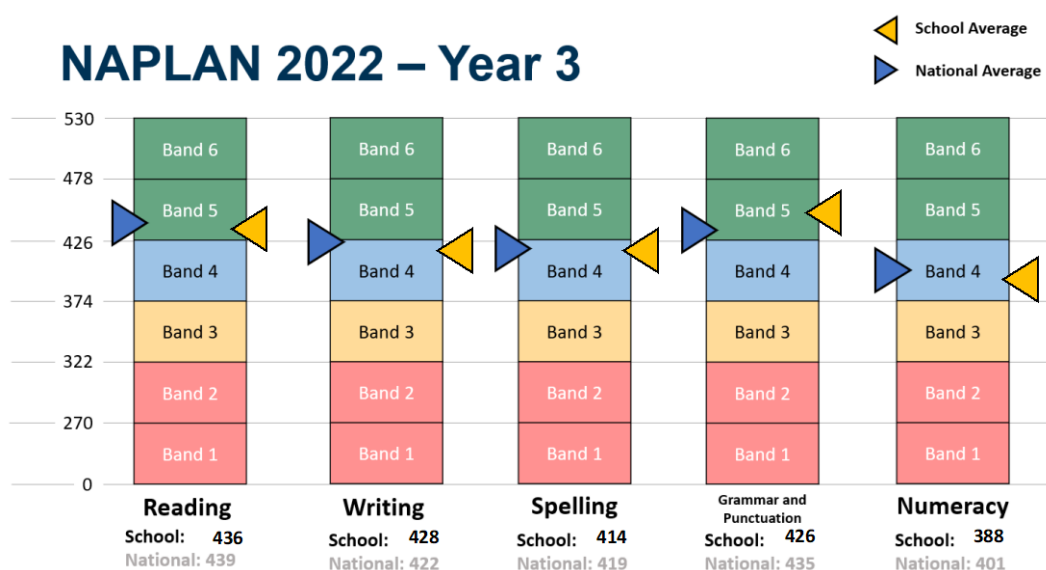 NAPLAN 2022 – Year 3
School Average
National Average
530
478
426
374
322
270
0
Band 6
Band 5
Band 4
Band 3
Band 2
Band 1
Band 6
Band 5
Band 4
Band 3
Band 2
Band 1
Band 6
Band 5
Band 4
Band 3
Band 2
Band 1
Band 6
Band 5
Band 4
Band 3
Band 2
Band 1
Band 6
Band 5
Band 4
Band 3
Band 2
Band 1
Reading
School: 436
National: 439
Writing
School: 428
National: 422
Spelling
School: 414
National: 419
Grammar and
Punctuation
School: 426
National: 435
Numeracy
School: 388
National: 401